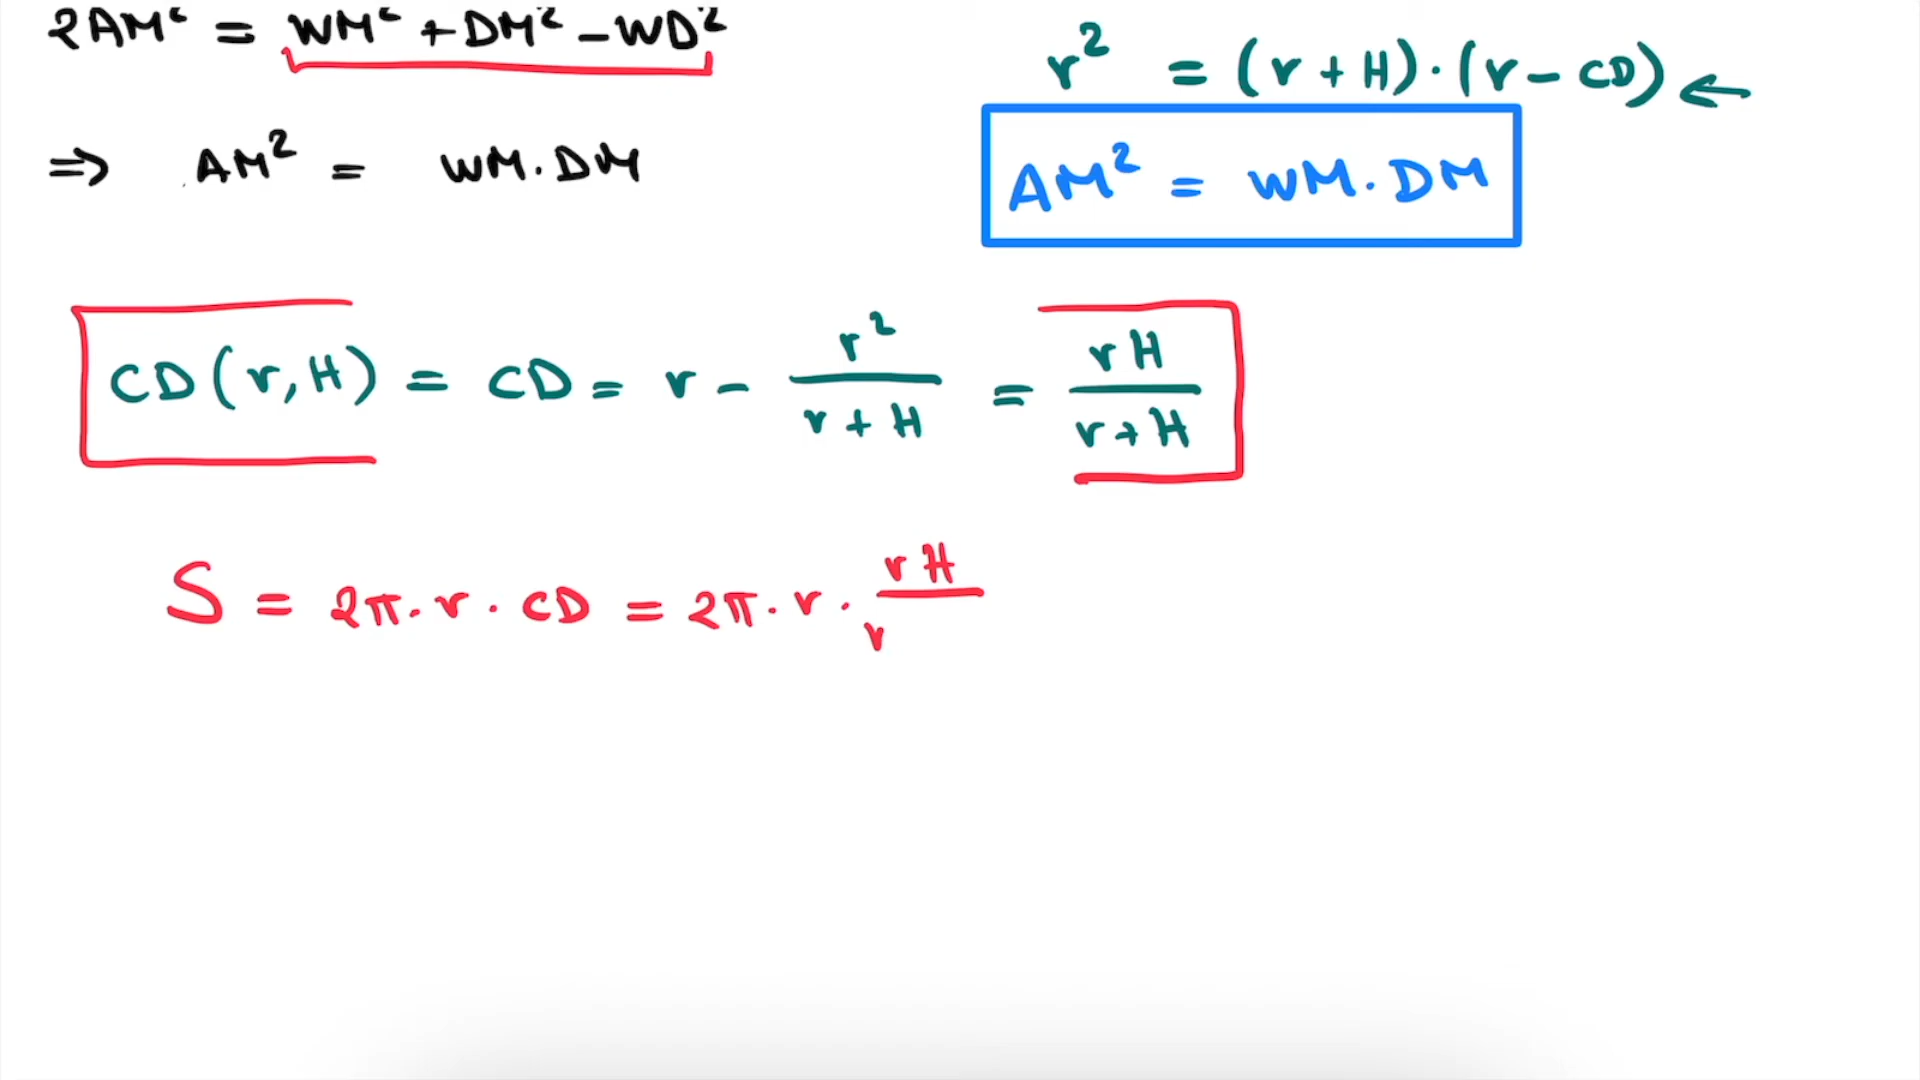 2AM² = WM² + DM² - WD²
r² = (r + H)·(r - CD) ←
⇒ AM² = WM·DM
AM² = WM·DM
CD(r,H) = CD = r - r²/(r + H) = rH/(r + H)
S = 2π·r·CD = 2π·r· rH/r